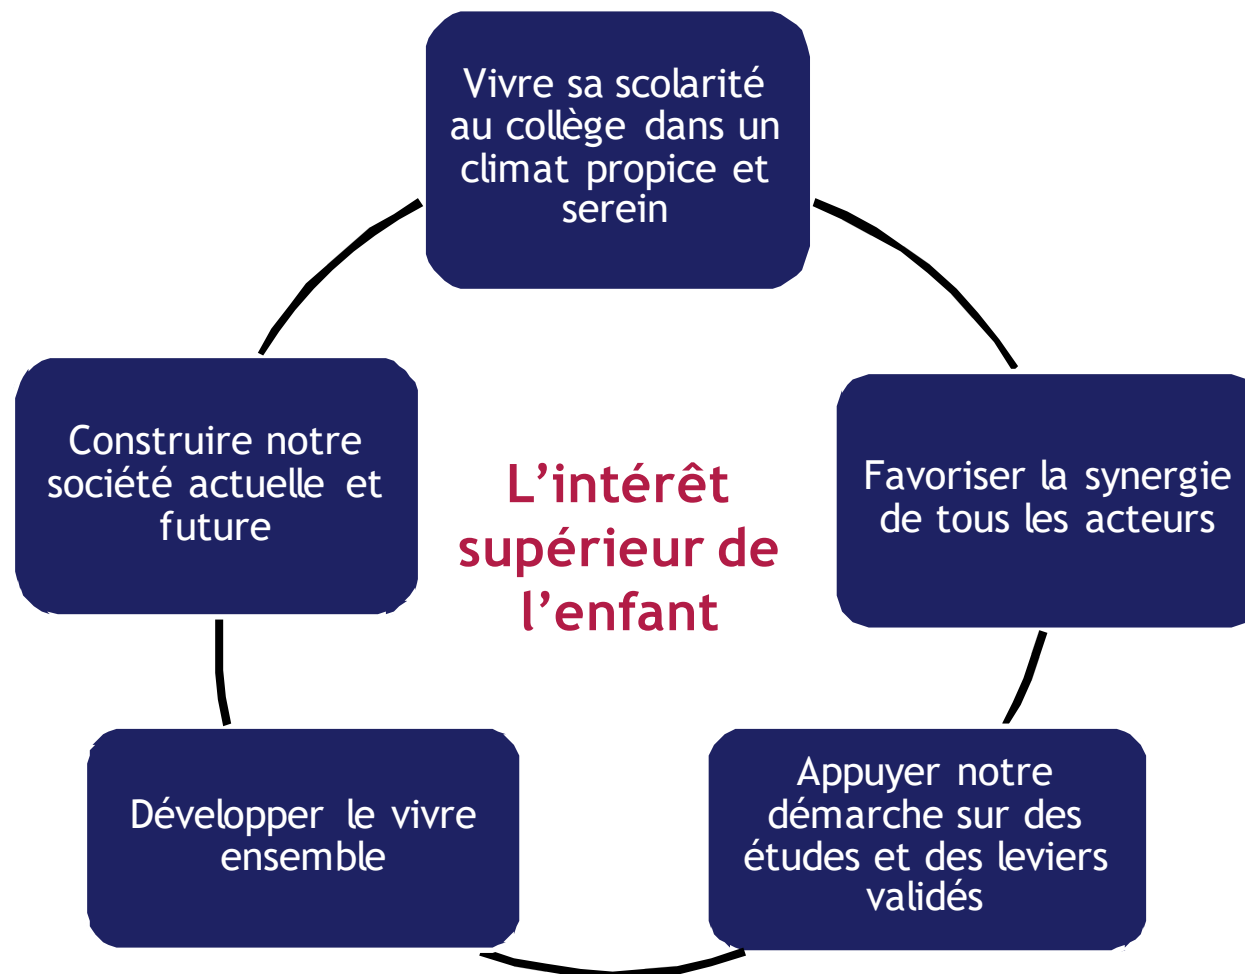 Vivre sa scolarité
au collège dans un
climat propice et
serein
Construire notre
société actuelle et
future
L’intérêt
supérieur de
l’enfant
Favoriser la synergie
de tous les acteurs
Développer le vivre
ensemble
Appuyer notre
démarche sur des
études et des leviers
validés